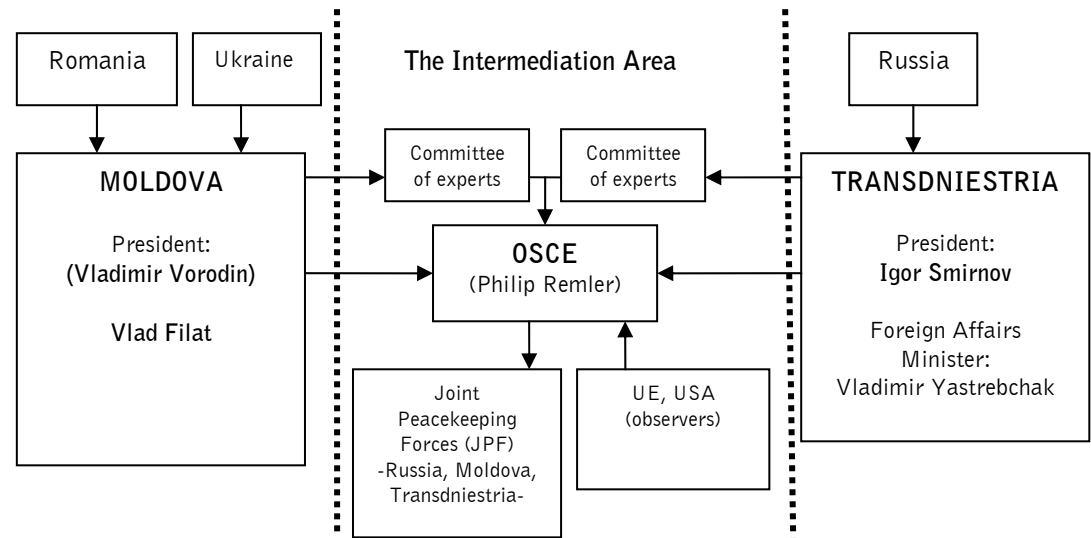 Romania
Ukraine
The Intermediation Area
Russia
MOLDOVA
President:
(Vladimir Vorodin)
Vlad Filat
Committee
of experts
Committee
of experts
OSCE
(Philip Remler)
Joint
Peacekeeping
Forces (JPF)
-Russia, Moldova,
Transdniestria-
UE, USA
(observers)
TRANSDNIESTRIA
President:
Igor Smirnov
Foreign Affairs
Minister:
Vladimir Yastrebchak